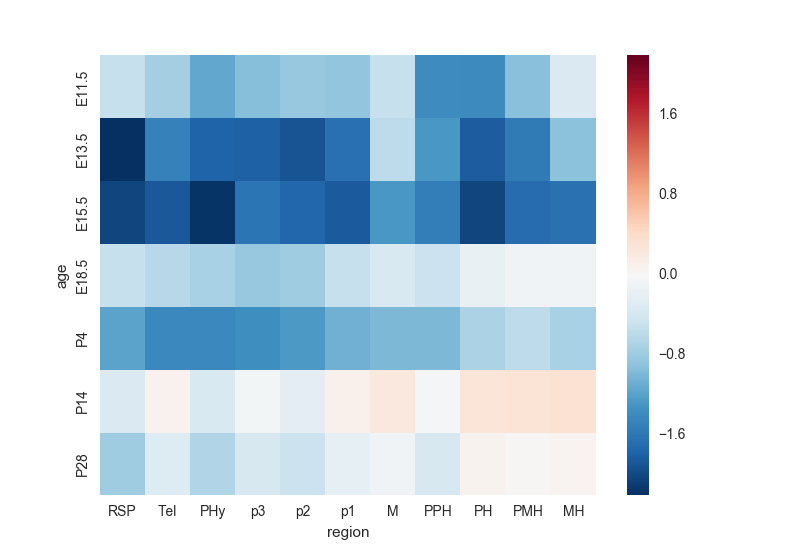 E11.5
E13.5
E15.5
E18.5
P4
P14
P28
age
RSP Tel PHy p3 p2 p1 M PPH PH PMH MH
region
1.6
0.8
0.0
−0.8
−1.6